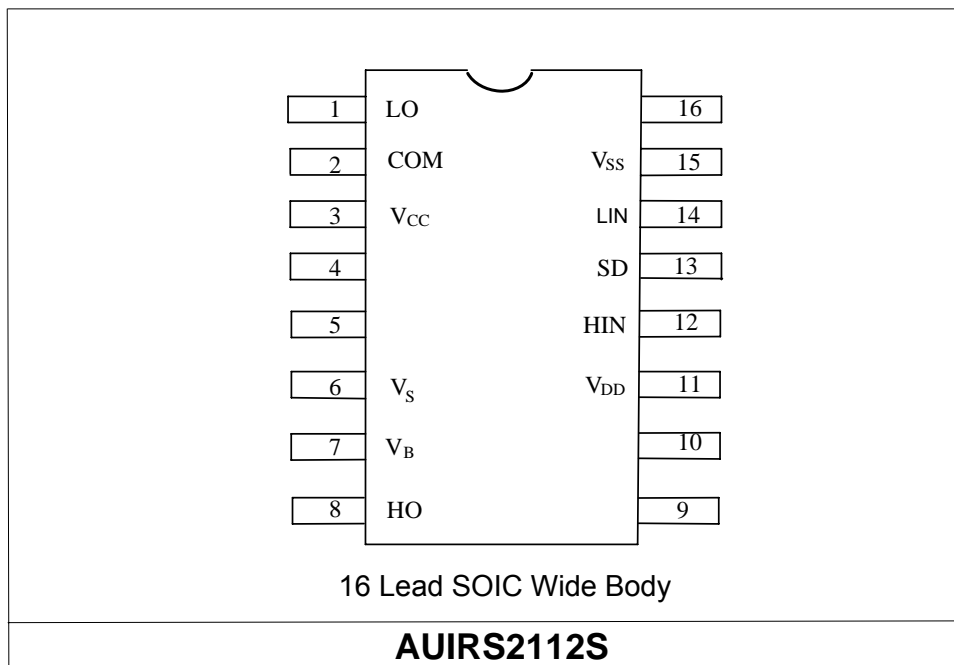 1 LO 16
2 COM VSS 15
3 VCC LIN 14
4 SD 13
5 HIN 12
6 VS VDD 11
7 VB 10
8 HO 9
16 Lead SOIC Wide Body
AUIRS2112S